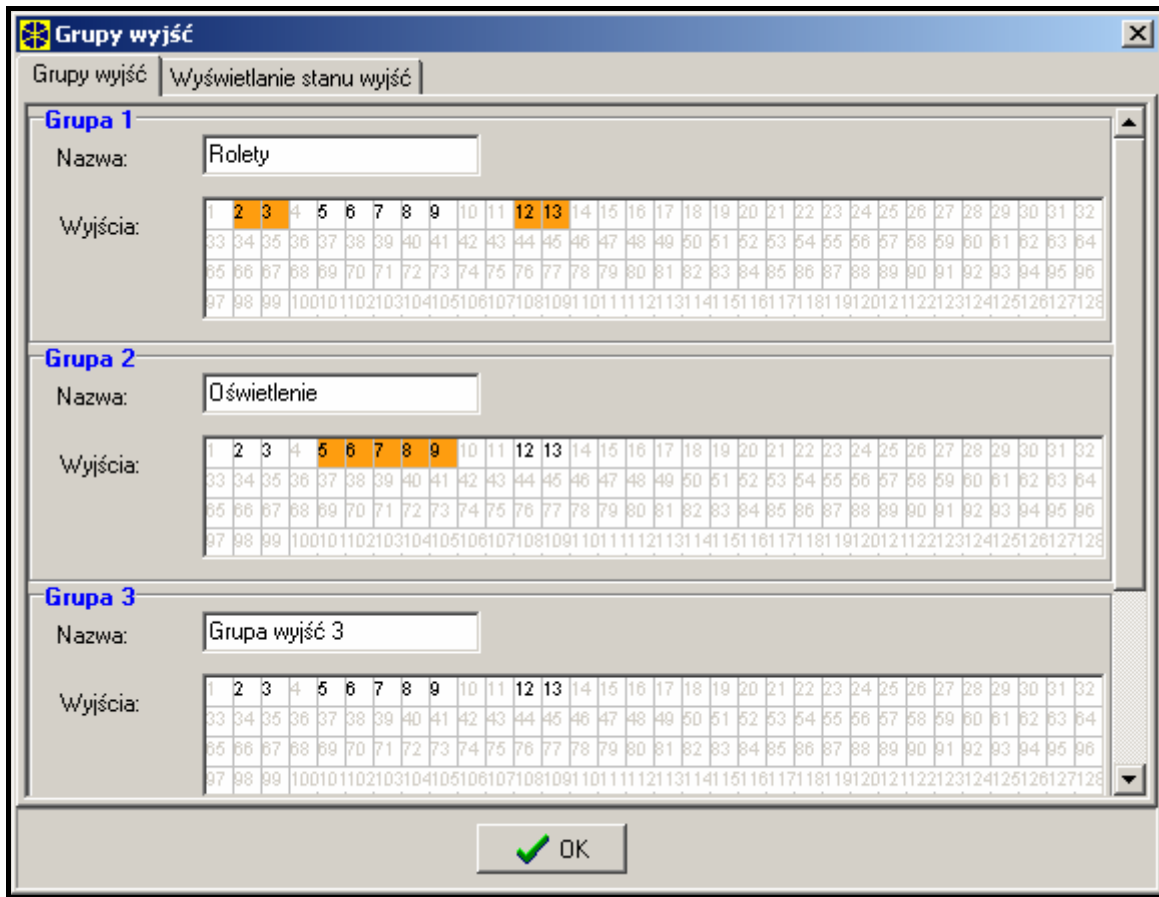 Grupy wyjść
Grupy wyjść Wyświetlanie stanu wyjść
Grupa 1
Nazwa: Rolety
Wyjścia:
1 2 3 4 5 6 7 8 9 10 11 12 13 14 15 16 17 18 19 20 21 22 23 24 25 26 27 28 29 30 31 32
33 34 35 36 37 38 39 40 41 42 43 44 45 46 47 48 49 50 51 52 53 54 55 56 57 58 59 60 61 62 63 64
65 66 67 68 69 70 71 72 73 74 75 76 77 78 79 80 81 82 83 84 85 86 87 88 89 90 91 92 93 94 95 96
97 98 99 100 101 102 103 104 105 106 107 108 109 110 111 112 113 114 115 116 117 118 119 120 121 122 123 124 125 126 127 128
Grupa 2
Nazwa: Oświetlenie
Wyjścia:
1 2 3 4 5 6 7 8 9 10 11 12 13 14 15 16 17 18 19 20 21 22 23 24 25 26 27 28 29 30 31 32
33 34 35 36 37 38 39 40 41 42 43 44 45 46 47 48 49 50 51 52 53 54 55 56 57 58 59 60 61 62 63 64
65 66 67 68 69 70 71 72 73 74 75 76 77 78 79 80 81 82 83 84 85 86 87 88 89 90 91 92 93 94 95 96
97 98 99 100 101 102 103 104 105 106 107 108 109 110 111 112 113 114 115 116 117 118 119 120 121 122 123 124 125 126 127 128
Grupa 3
Nazwa: Grupa wyjść 3
Wyjścia:
1 2 3 4 5 6 7 8 9 10 11 12 13 14 15 16 17 18 19 20 21 22 23 24 25 26 27 28 29 30 31 32
33 34 35 36 37 38 39 40 41 42 43 44 45 46 47 48 49 50 51 52 53 54 55 56 57 58 59 60 61 62 63 64
65 66 67 68 69 70 71 72 73 74 75 76 77 78 79 80 81 82 83 84 85 86 87 88 89 90 91 92 93 94 95 96
97 98 99 100 101 102 103 104 105 106 107 108 109 110 111 112 113 114 115 116 117 118 119 120 121 122 123 124 125 126 127 128
OK